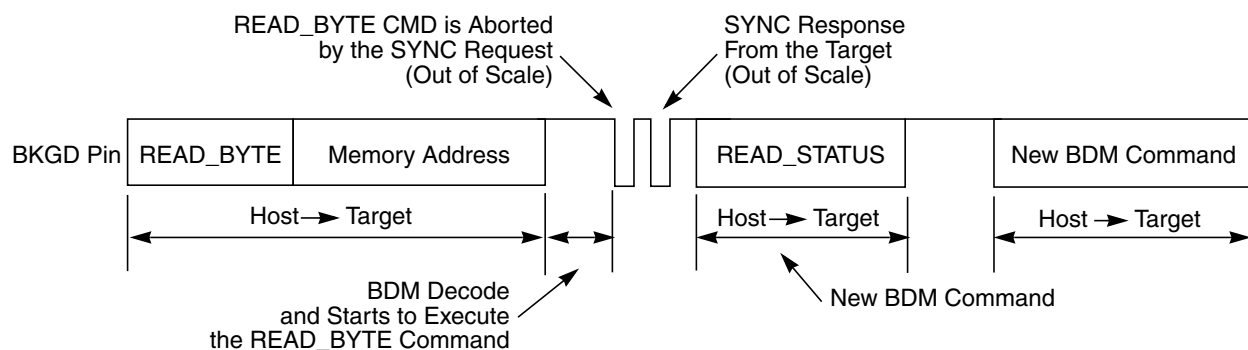 READ_BYTE CMD is Aborted
by the SYNC Request
(Out of Scale)
SYNC Response
From the Target
(Out of Scale)
BKGD Pin
READ_BYTE
Memory Address
READ_STATUS
New BDM Command
Host Target
Host Target
Host Target
BDM Decode
and Starts to Execute
the READ_BYTE Command
New BDM Command